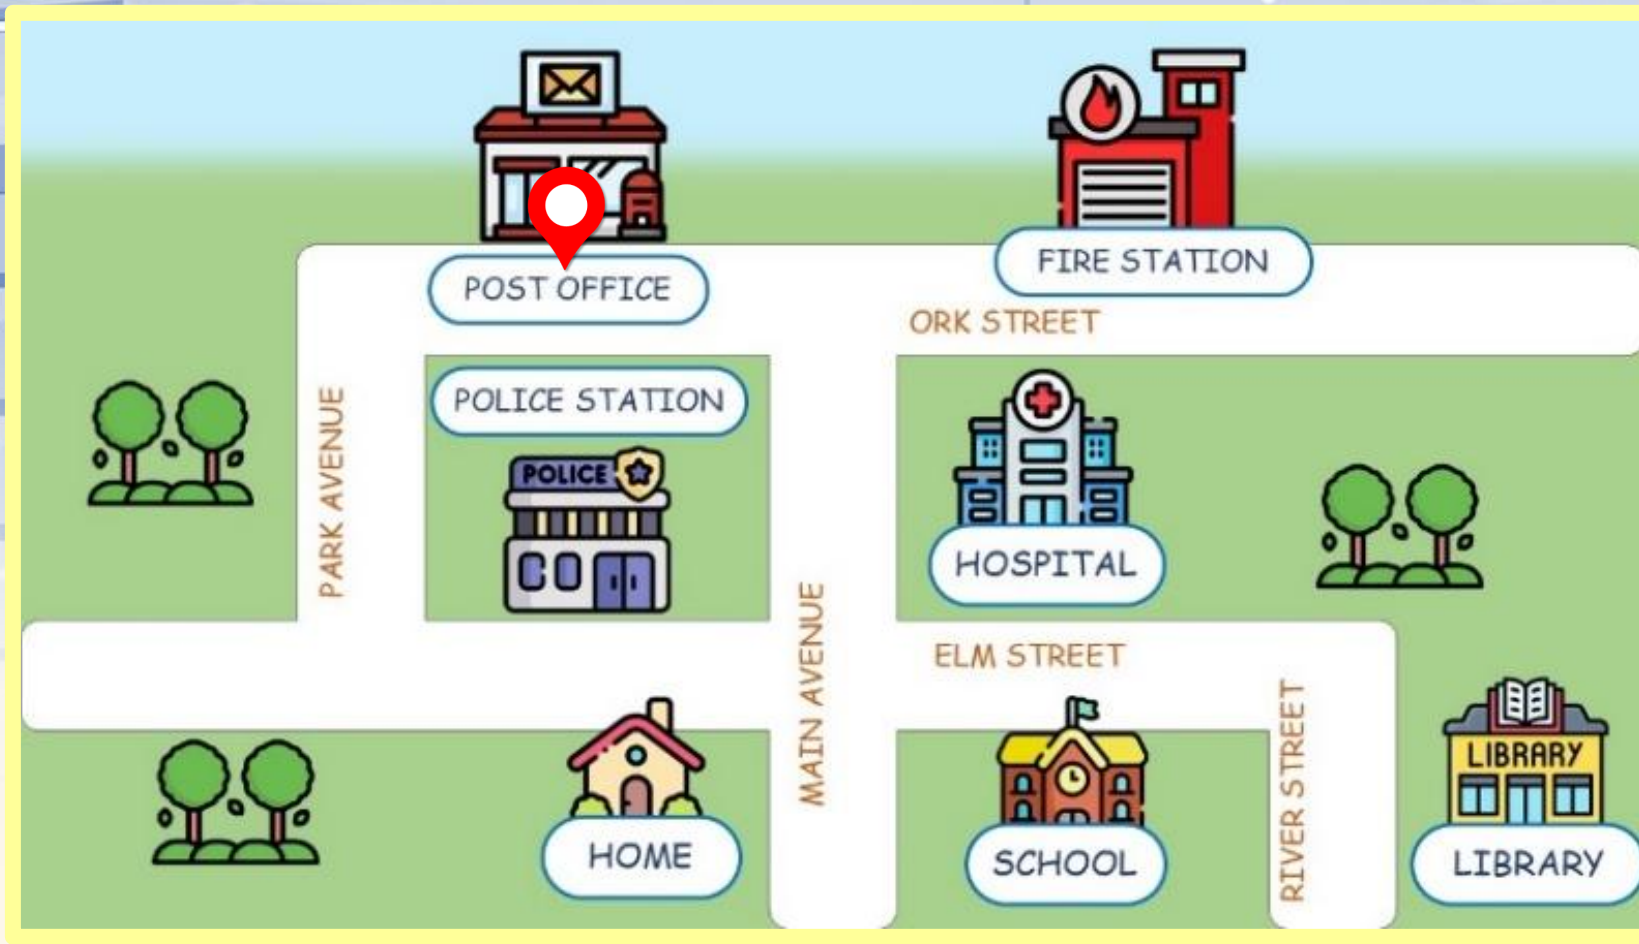 POST OFFICE
FIRE STATION
ORK STREET
POLICE STATION
PARK AVENUE
POLICE
HOSPITAL
MAIN AVENUE
ELM STREET
RIVER STREET
LIBRARY
HOME
SCHOOL
LIBRARY